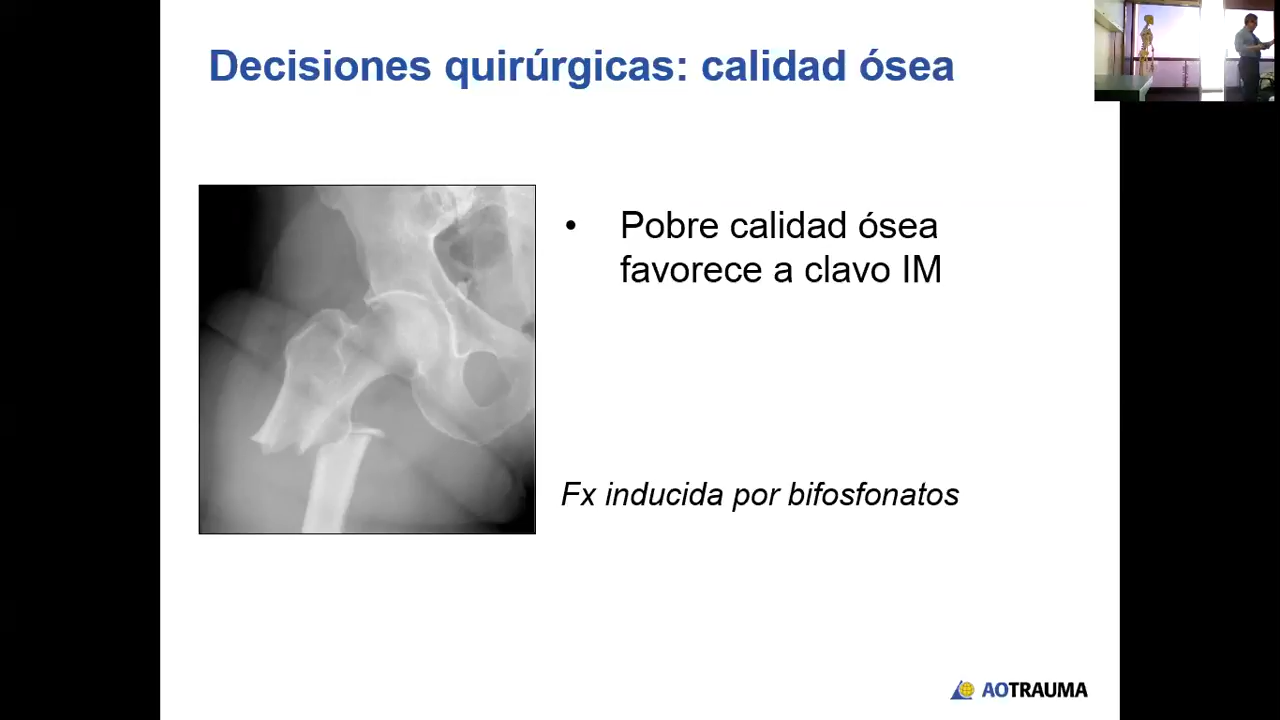 Decisiones quirúrgicas: calidad ósea
• Pobre calidad ósea
favorece a clavo IM
Fx inducida por bifosfonatos
AOTRAUMA